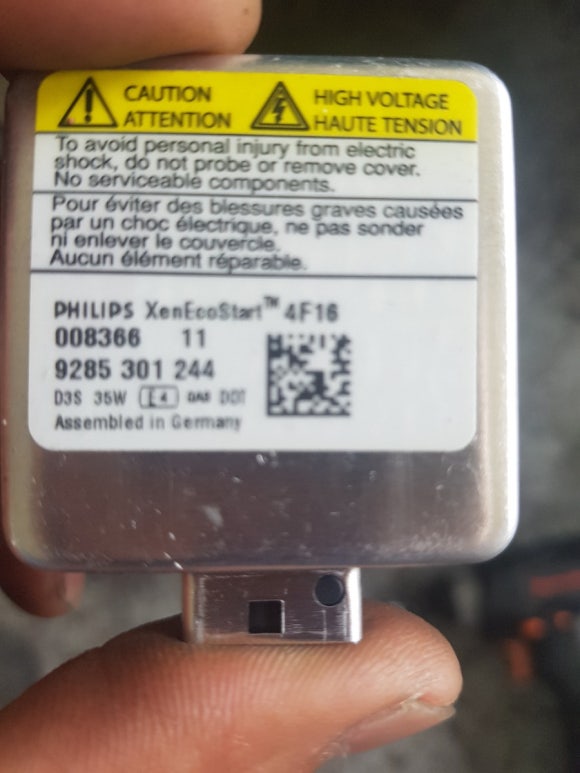 CAUTION
ATTENTION
HIGH VOLTAGE
HAUTE TENSION
To avoid personal injury from electric
shock, do not probe or remove cover.
No serviceable components.
Pour éviter des blessures graves causées
par un choc électrique, ne pas sonder
ni enlever le couvercle.
Aucun élément réparable.
PHILIPS XenEcoStart™ 4F16
008366 11
9285 301 244
D3S 35W E4 DOT
Assembled in Germany